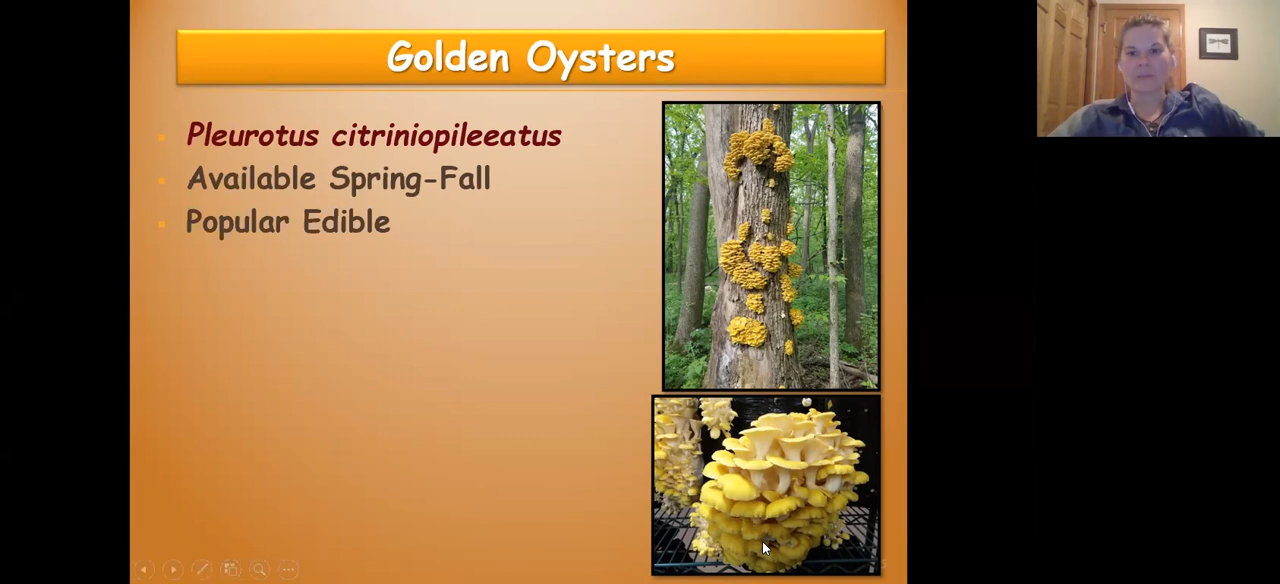 Golden Oysters
Pleurotus citriniopileeatus
Available Spring-Fall
Popular Edible